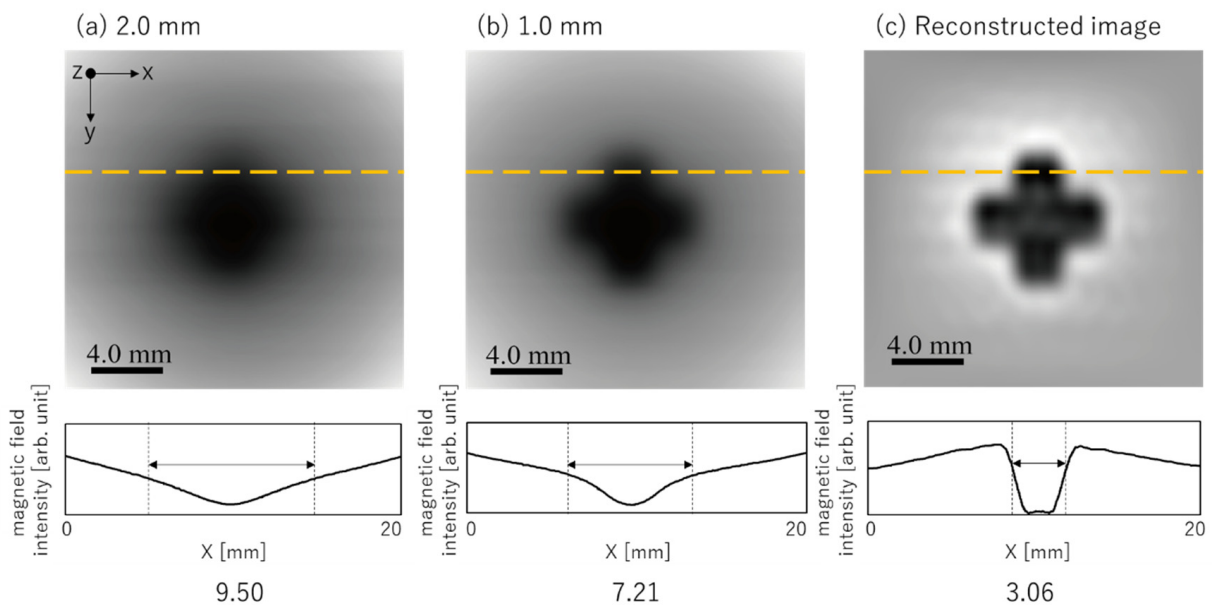 (a) 2.0 mm
(b) 1.0 mm
(c) Reconstructed image
z
x
y
4.0 mm
4.0 mm
4.0 mm
magnetic field
intensity [arb. unit]
0
20
X [mm]
9.50
magnetic field
intensity [arb. unit]
0
20
X [mm]
7.21
magnetic field
intensity [arb. unit]
0
20
X [mm]
3.06